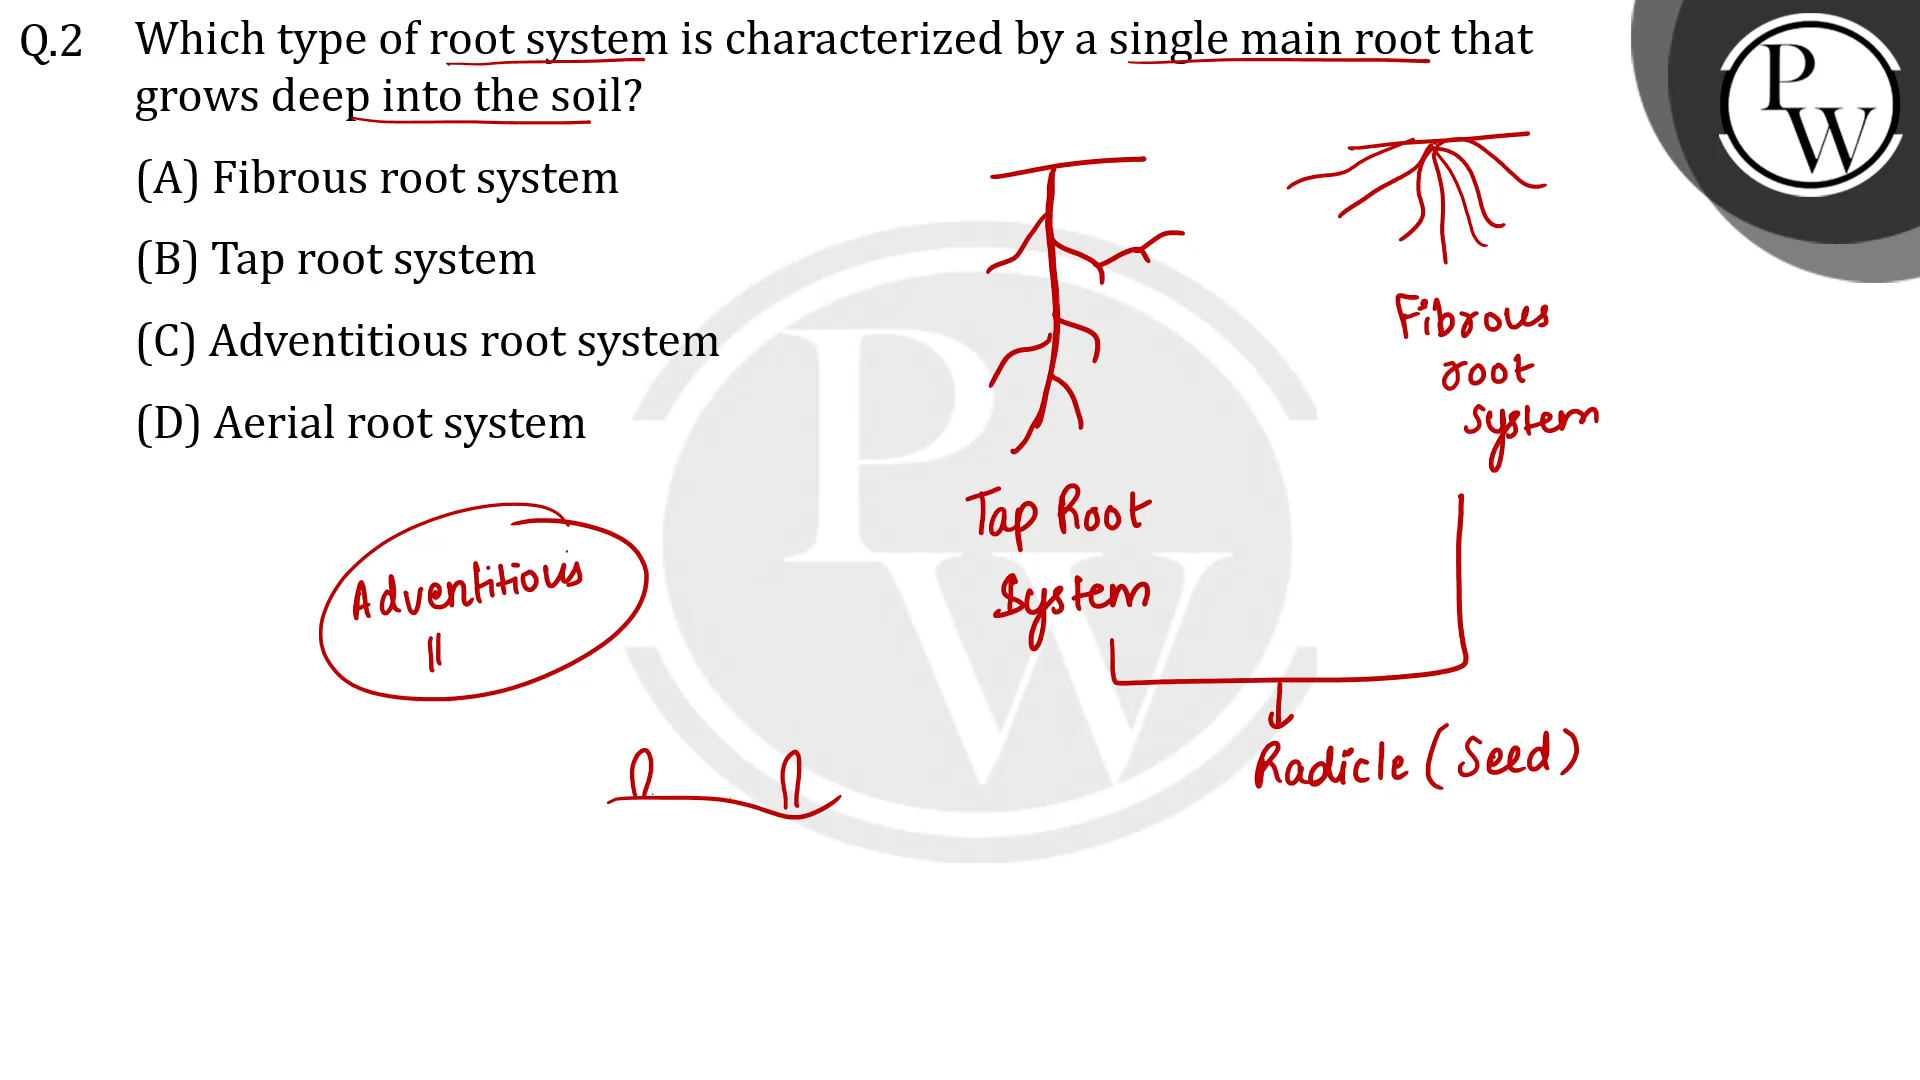 Q.2 Which type of root system is characterized by a single main root that
grows deep into the soil?
(A) Fibrous root system
(B) Tap root system
(C) Adventitious root system
(D) Aerial root system
PW
Fibrous
root
system
Tap Root
System
Adventitious
Radicle (Seed)
PW